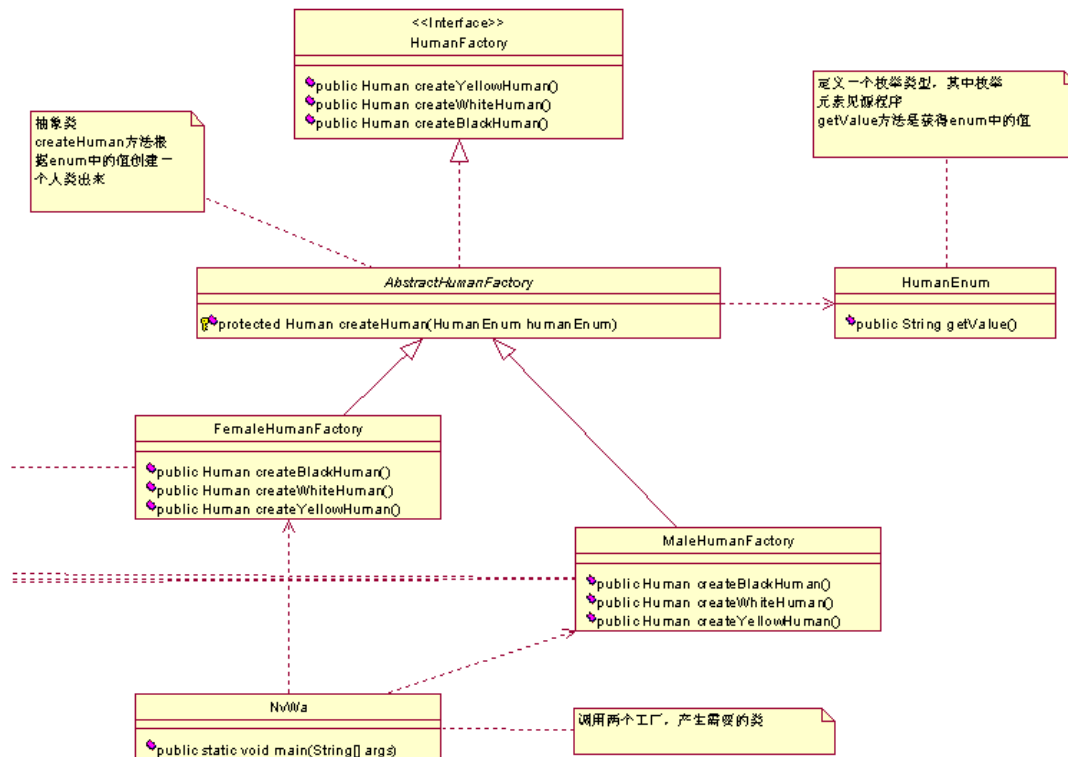 <<Interface>>
HumanFactory
public Human createYellowHuman()
public Human createWhiteHuman()
public Human createBlackHuman()
定义一个枚举类型，其中枚举
元素见源程序
getValue方法是获得enum中的值
抽象类
createHuman方法根
据enum中的值创建一
个人类出来
AbstractHumanFactory
protected Human createHuman(HumanEnum humanEnum)
HumanEnum
public String getValue()
FemaleHumanFactory
public Human createBlackHuman()
public Human createWhiteHuman()
public Human createYellowHuman()
MaleHumanFactory
public Human createBlackHuman()
public Human createWhiteHuman()
public Human createYellowHuman()
NvWa
public static void main(String[] args)
调用两个工厂，产生需要的类